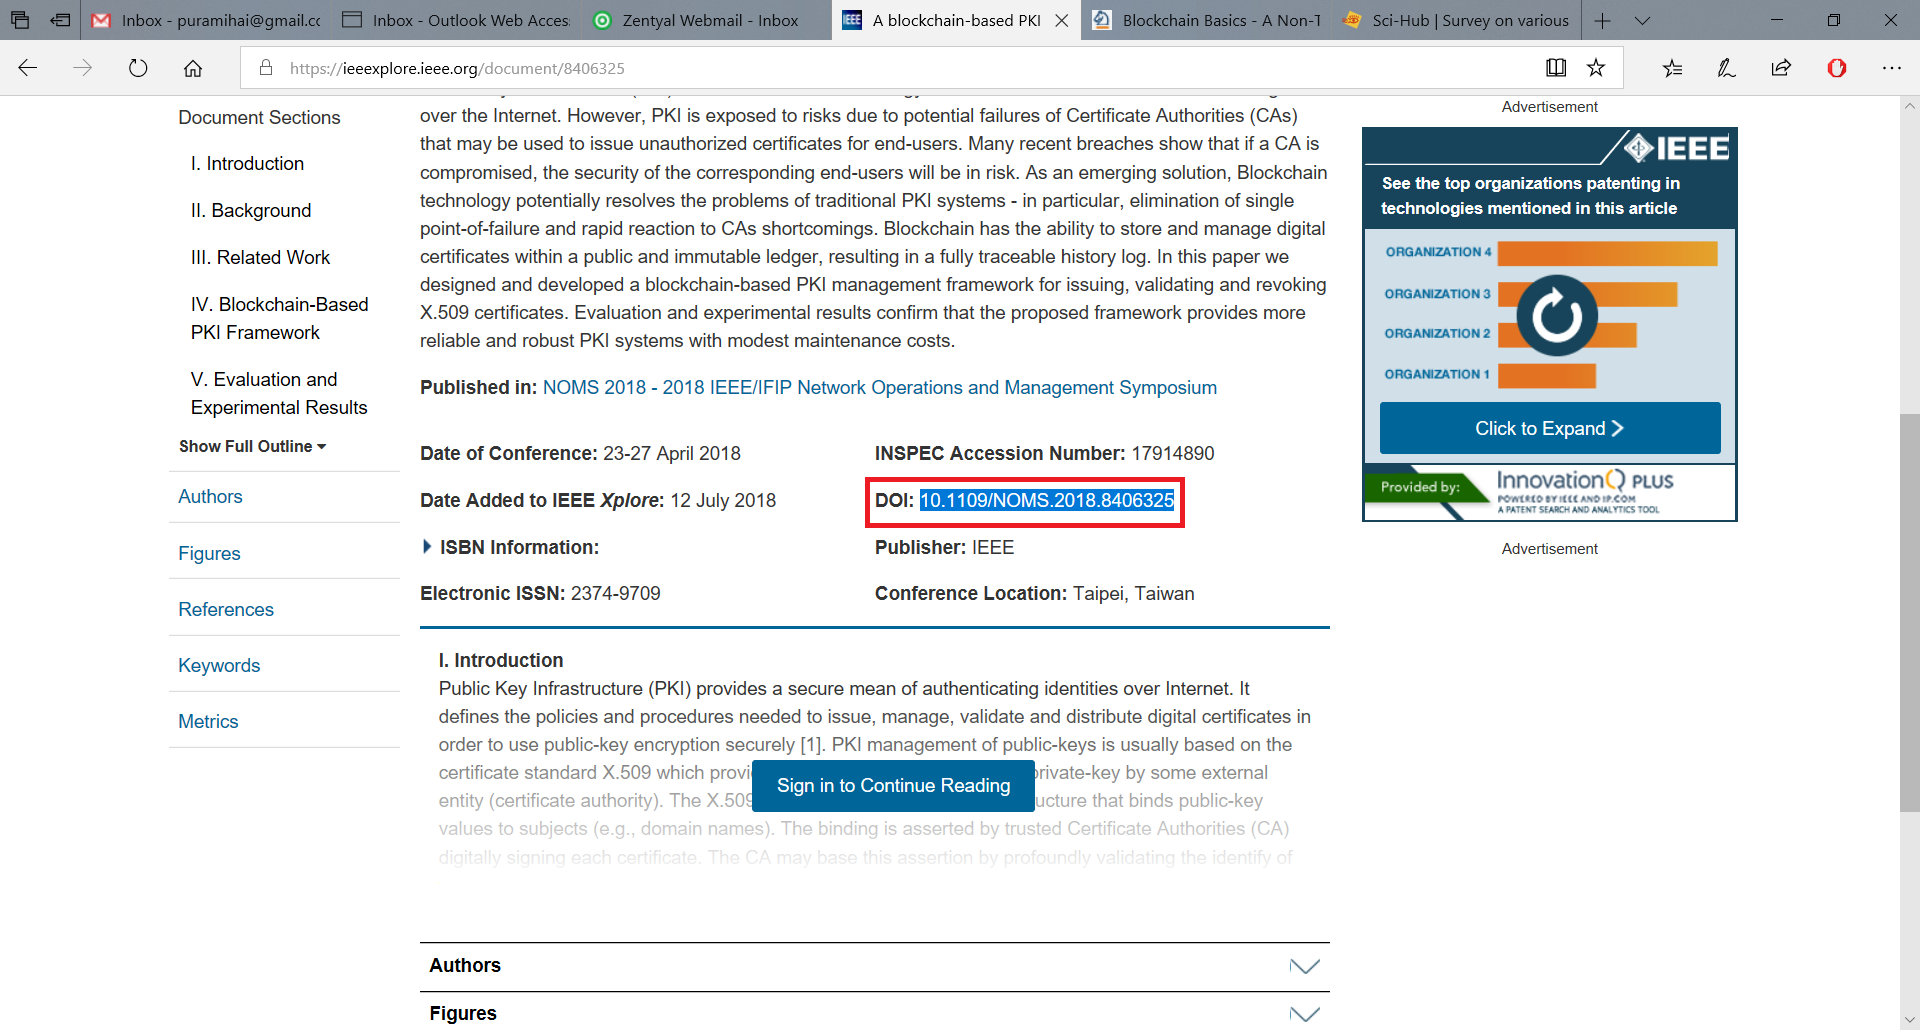 Inbox - puramihai@gmail.cc
Inbox - Outlook Web Acces
Zentyal Webmail - Inbox
IEEE
A blockchain-based PKI
Blockchain Basics - A Non-T
Sci-Hub | Survey on various
https://ieeexplore.ieee.org/document/8406325
Document Sections
I. Introduction
II. Background
III. Related Work
IV. Blockchain-Based
PKI Framework
V. Evaluation and
Experimental Results
Show Full Outline
Authors
Figures
References
Keywords
Metrics
over the Internet. However, PKI is exposed to risks due to potential failures of Certificate Authorities (CAs)
that may be used to issue unauthorized certificates for end-users. Many recent breaches show that if a CA is
compromised, the security of the corresponding end-users will be in risk. As an emerging solution, Blockchain
technology potentially resolves the problems of traditional PKI systems - in particular, elimination of single
point-of-failure and rapid reaction to CAs shortcomings. Blockchain has the ability to store and manage digital
certificates within a public and immutable ledger, resulting in a fully traceable history log. In this paper we
designed and developed a blockchain-based PKI management framework for issuing, validating and revoking
X.509 certificates. Evaluation and experimental results confirm that the proposed framework provides more
reliable and robust PKI systems with modest maintenance costs.
Published in: NOMS 2018 - 2018 IEEE/IFIP Network Operations and Management Symposium
Date of Conference: 23-27 April 2018
INSPEC Accession Number: 17914890
Date Added to IEEE Xplore: 12 July 2018
DOI: 10.1109/NOMS.2018.8406325
ISBN Information:
Publisher: IEEE
Electronic ISSN: 2374-9709
Conference Location: Taipei, Taiwan
I. Introduction
Public Key Infrastructure (PKI) provides a secure mean of authenticating identities over Internet. It
defines the policies and procedures needed to issue, manage, validate and distribute digital certificates in
order to use public-key encryption securely [1]. PKI management of public-keys is usually based on the
certificate standard X.509 which provi rivate-key by some external
entity (certificate authority). The X.509 ucture that binds public-key
Sign in to Continue Reading
values to subjects (e.g., domain names). The binding is asserted by trusted Certificate Authorities (CA)
digitally signing each certificate. The CA may base this assertion by profoundly validating the identify of
Authors
Figures
Advertisement
IEEE
See the top organizations patenting in
technologies mentioned in this article
ORGANIZATION 4
ORGANIZATION 3
ORGANIZATION 2
ORGANIZATION 1
Click to Expand
Provided by:
InnovationQ PLUS
POWERED BY IEEE AND IP.COM
A PATENT SEARCH AND ANALYTICS TOOL
Advertisement